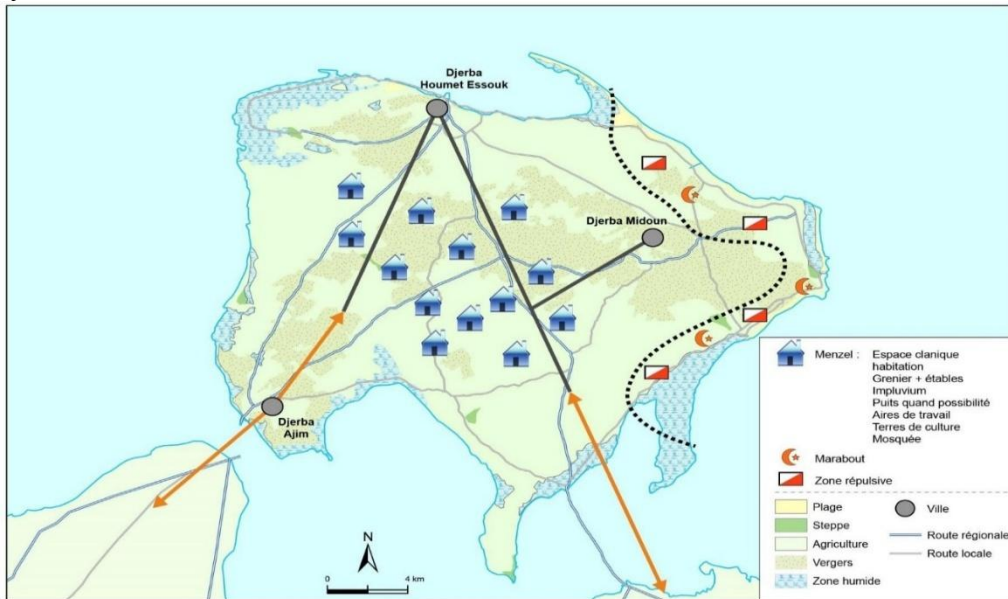 Djerba
Houmet Essouk
Djerba Midoun
Djerba
Ajim
N
0
4 km
Menzel : Espace clanique
habitation
Grenier + étables
Impluvium
Puits quand possibilité
Aires de travail
Terres de culture
Mosquée
Marabout
Zone répulsive
Plage
Steppe
Agriculture
Vergers
Zone humide
Ville
Route régionale
Route locale